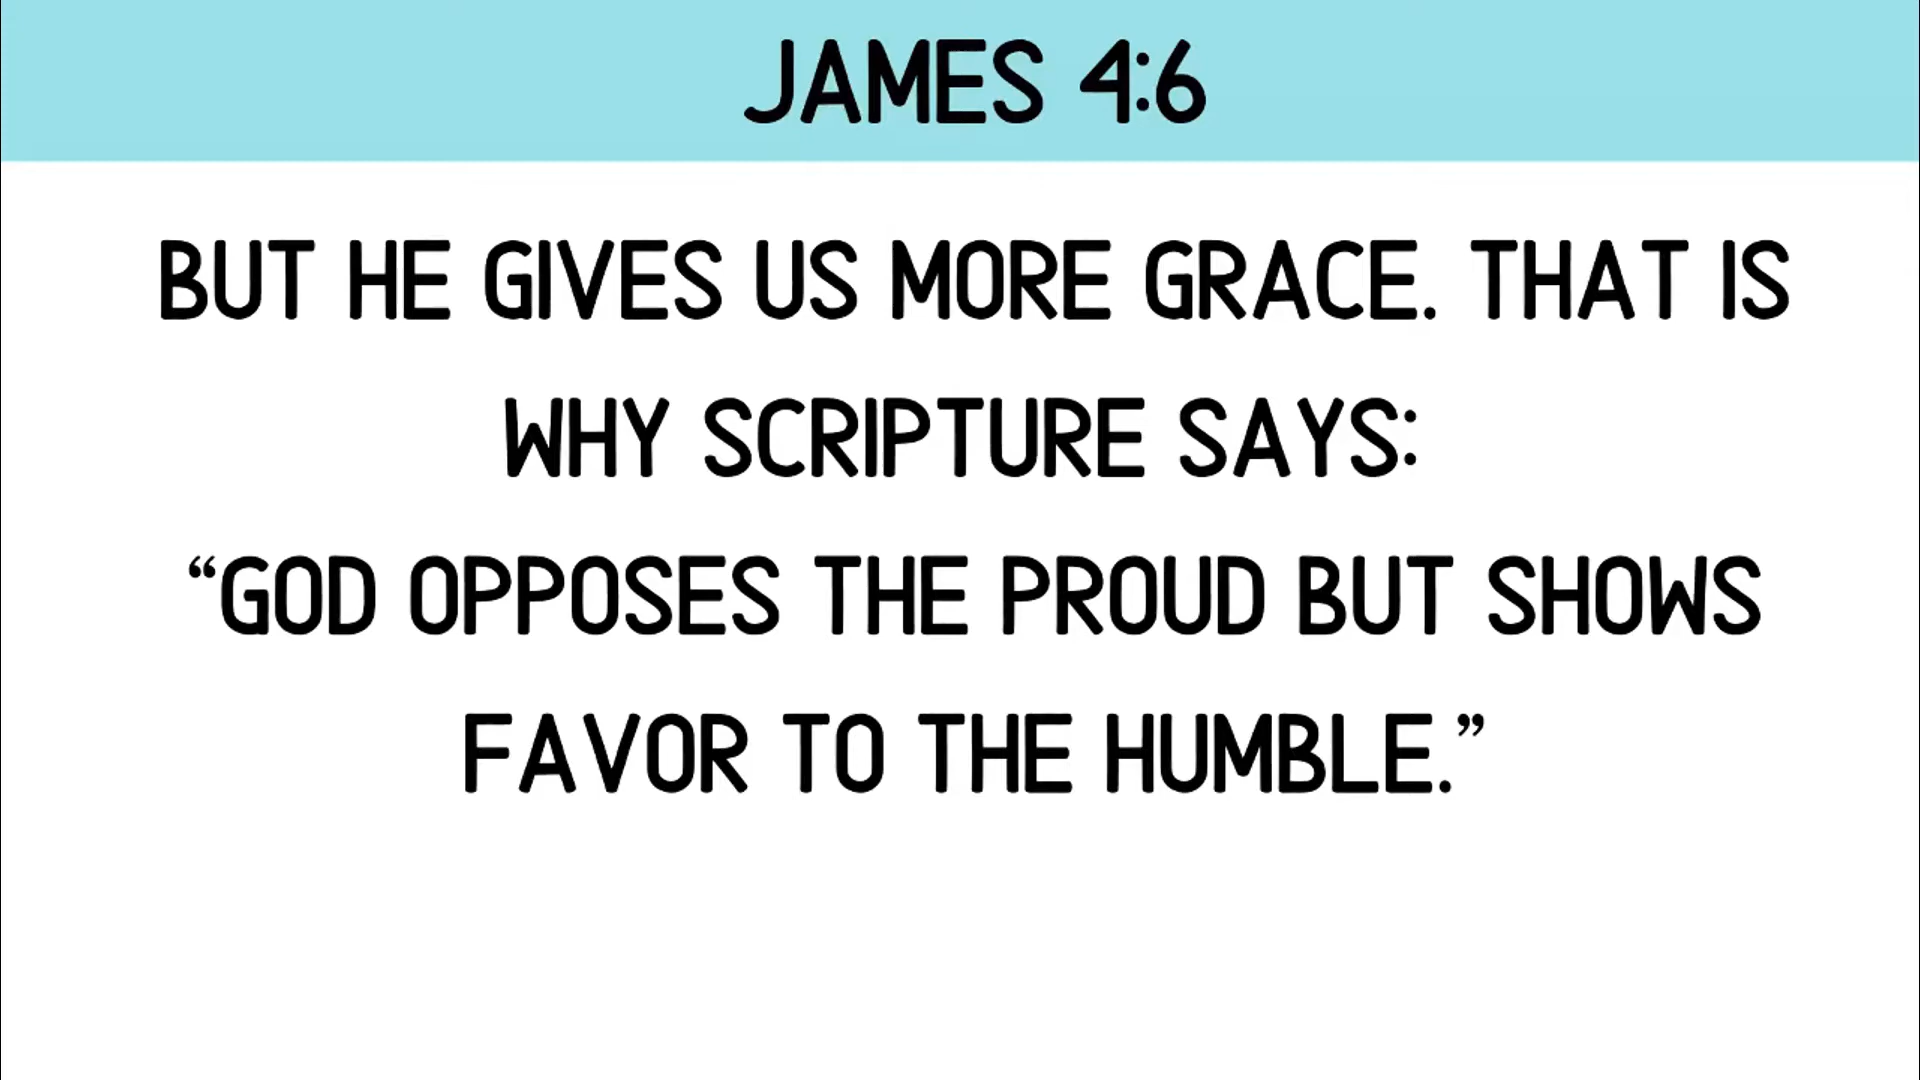 JAMES 4:6
BUT HE GIVES US MORE GRACE. THAT IS
WHY SCRIPTURE SAYS:
“GOD OPPOSES THE PROUD BUT SHOWS
FAVOR TO THE HUMBLE.”